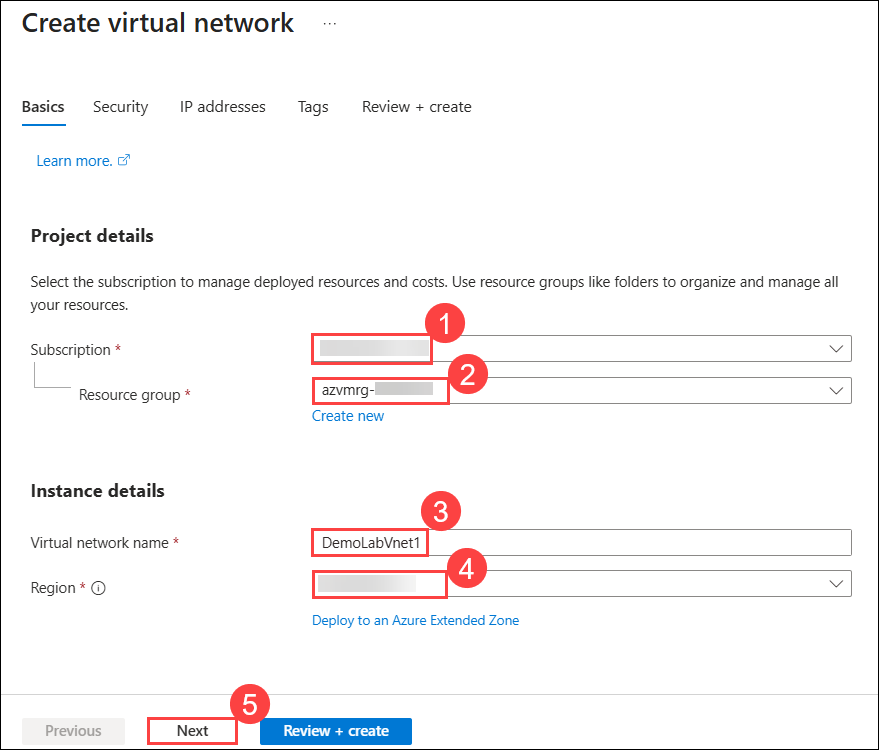 Create virtual network ...
Basics Security IP addresses Tags Review + create
Learn more.
Project details
Select the subscription to manage deployed resources and costs. Use resource groups like folders to organize and manage all
your resources.
1
Subscription *
2
Resource group * azvmrg-
Create new
Instance details
3
Virtual network name * DemoLabVnet1
4
Region *
Deploy to an Azure Extended Zone
5
Previous Next Review + create